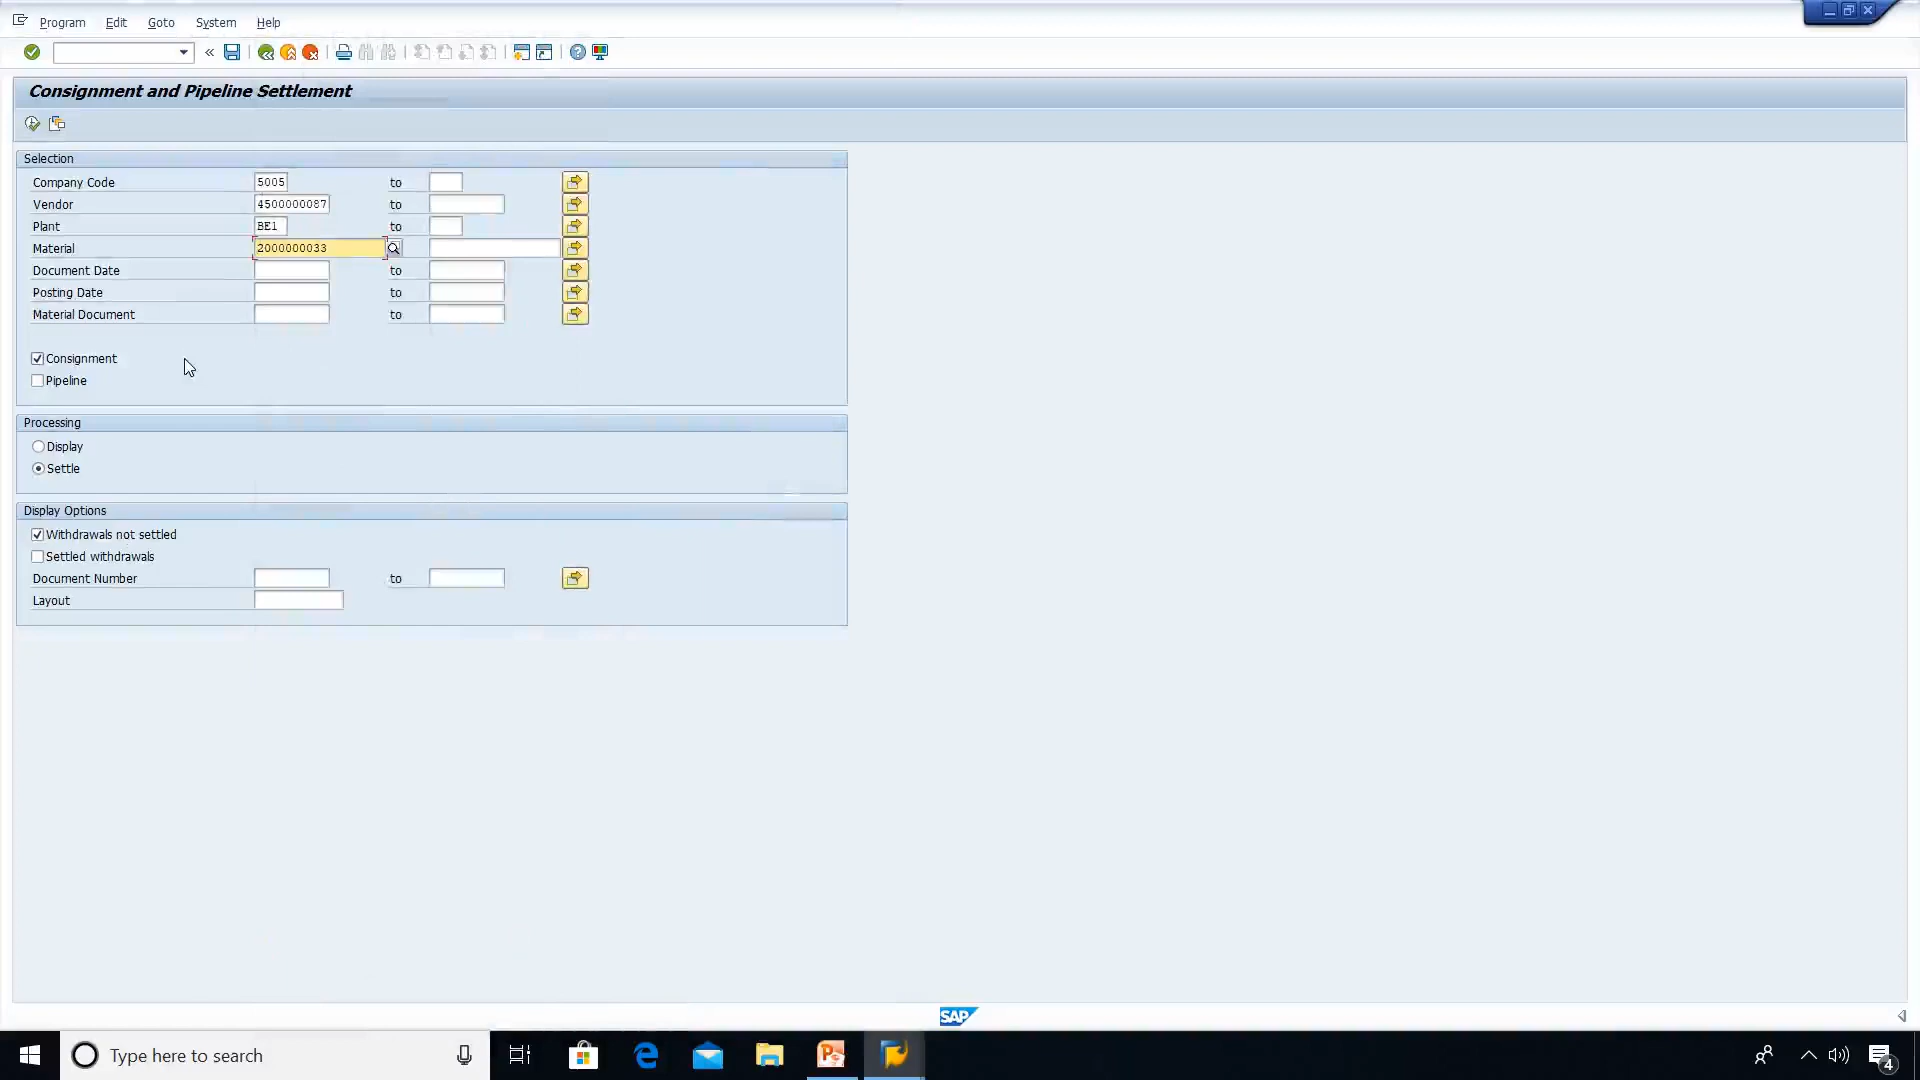 Program Edit Goto System Help
Consignment and Pipeline Settlement
Selection
Company Code 5005 to
Vendor 4500000087 to
Plant BE1 to
Material 2000000033
Document Date to
Posting Date to
Material Document to
Consignment
Pipeline
Processing
Display
Settle
Display Options
Withdrawals not settled
Settled withdrawals
Document Number to
Layout
SAP
Type here to search
4